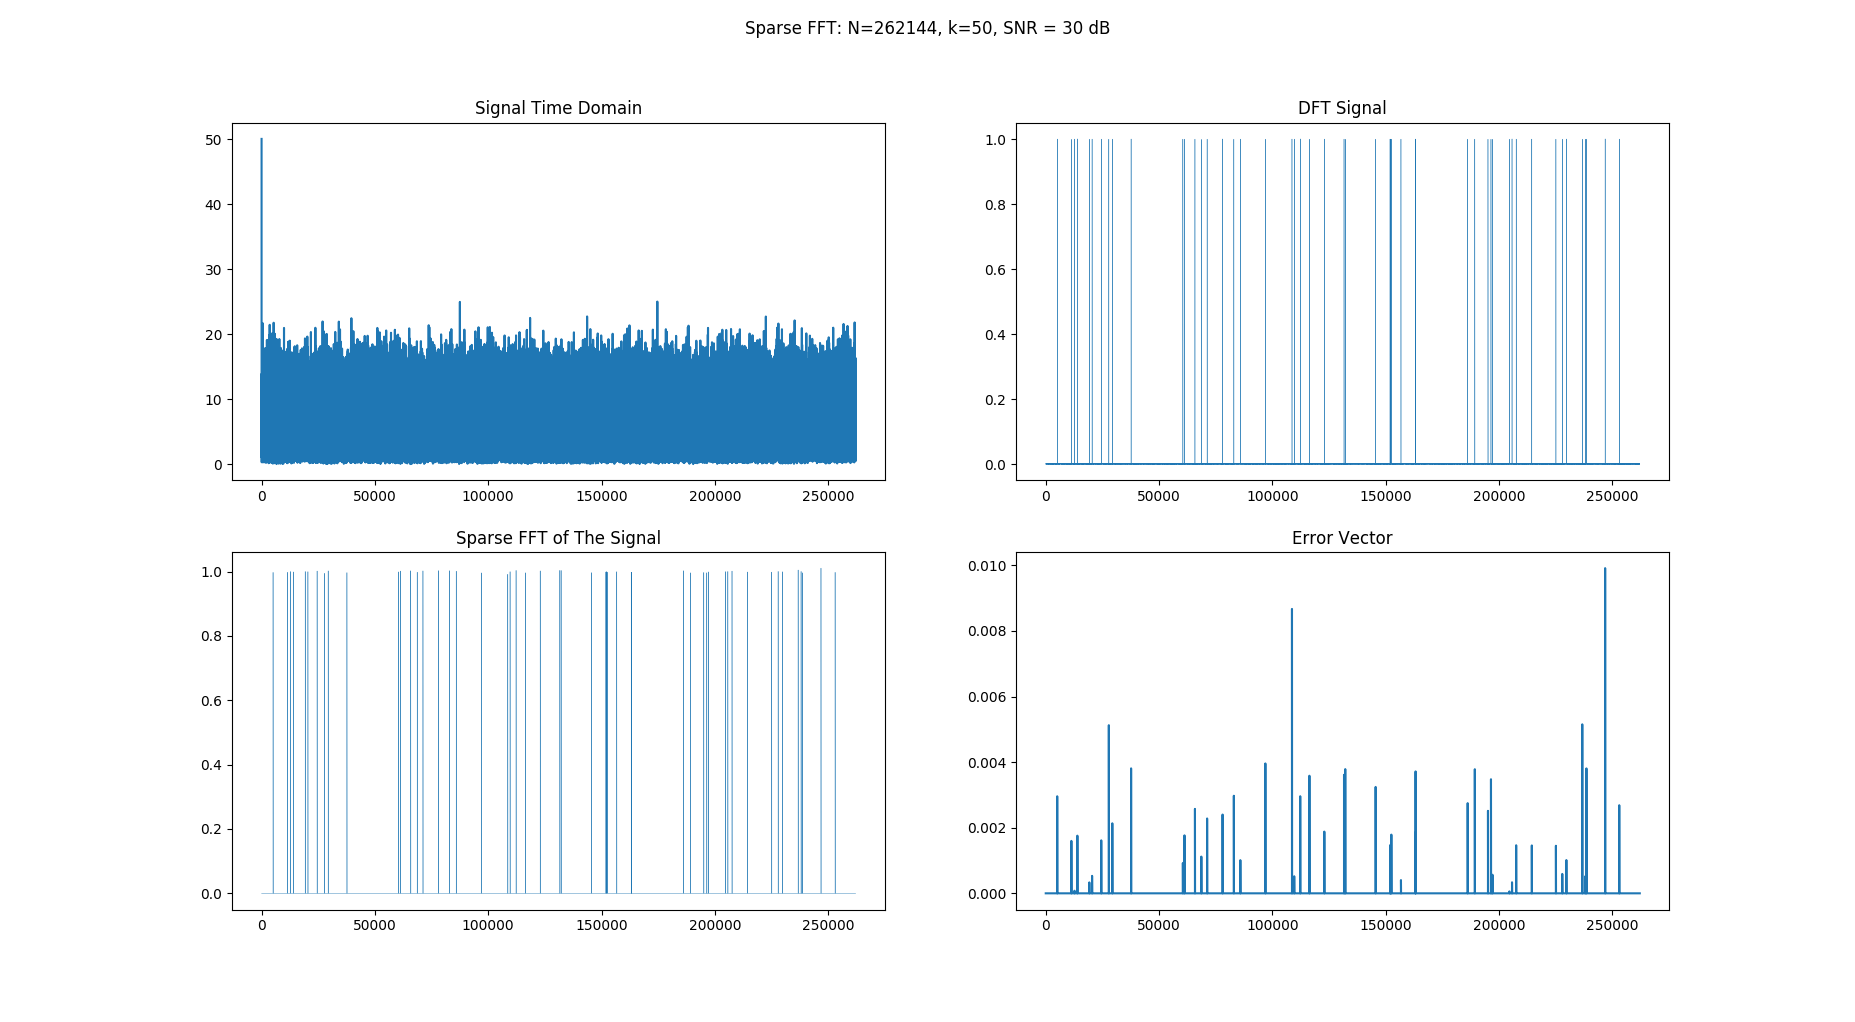 Sparse FFT: N=262144, k=50, SNR = 30 dB
Signal Time Domain
50
40
30
20
10
0
0 50000 100000 150000 200000 250000
DFT Signal
1.0
0.8
0.6
0.4
0.2
0.0
0 50000 100000 150000 200000 250000
Sparse FFT of The Signal
1.0
0.8
0.6
0.4
0.2
0.0
0 50000 100000 150000 200000 250000
Error Vector
0.010
0.008
0.006
0.004
0.002
0.000
0 50000 100000 150000 200000 250000